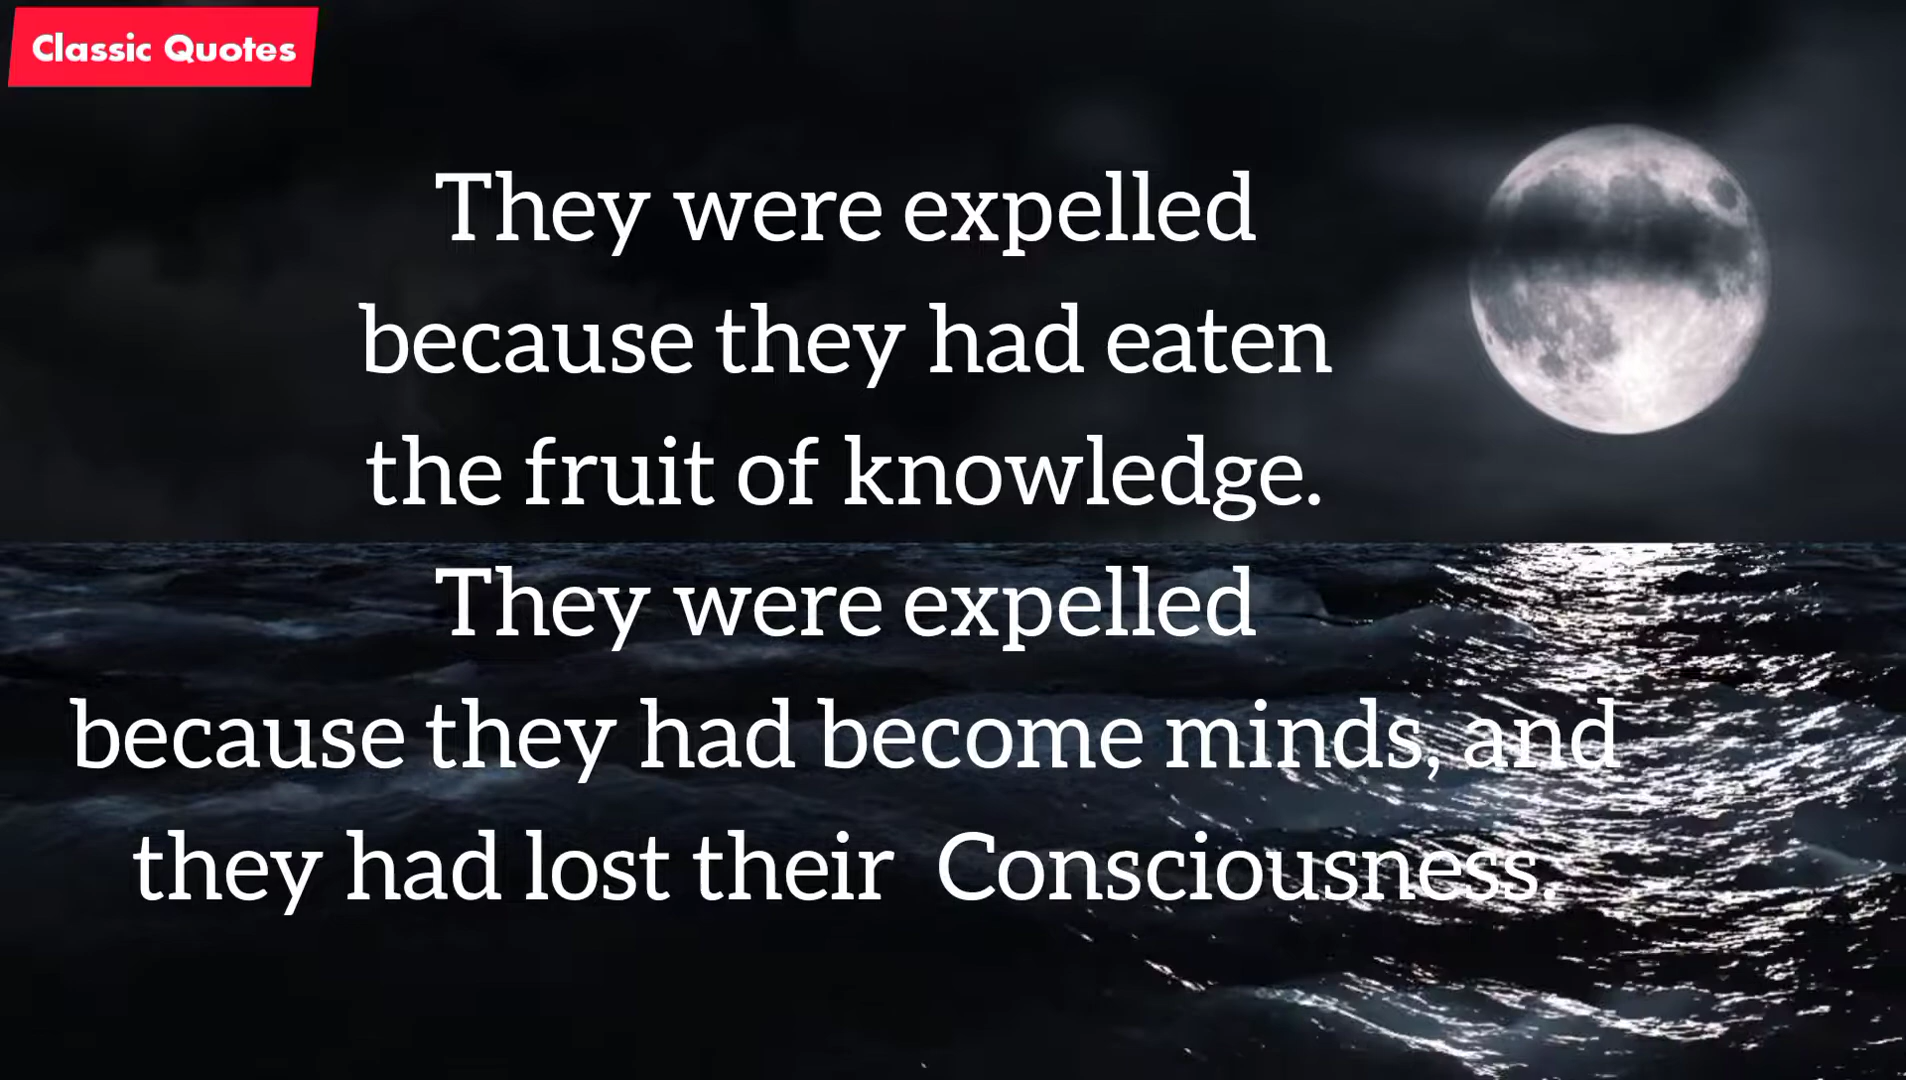 Classic Quotes
They were expelled
because they had eaten
the fruit of knowledge.
They were expelled
because they had become minds, and
they had lost their Consciousness.